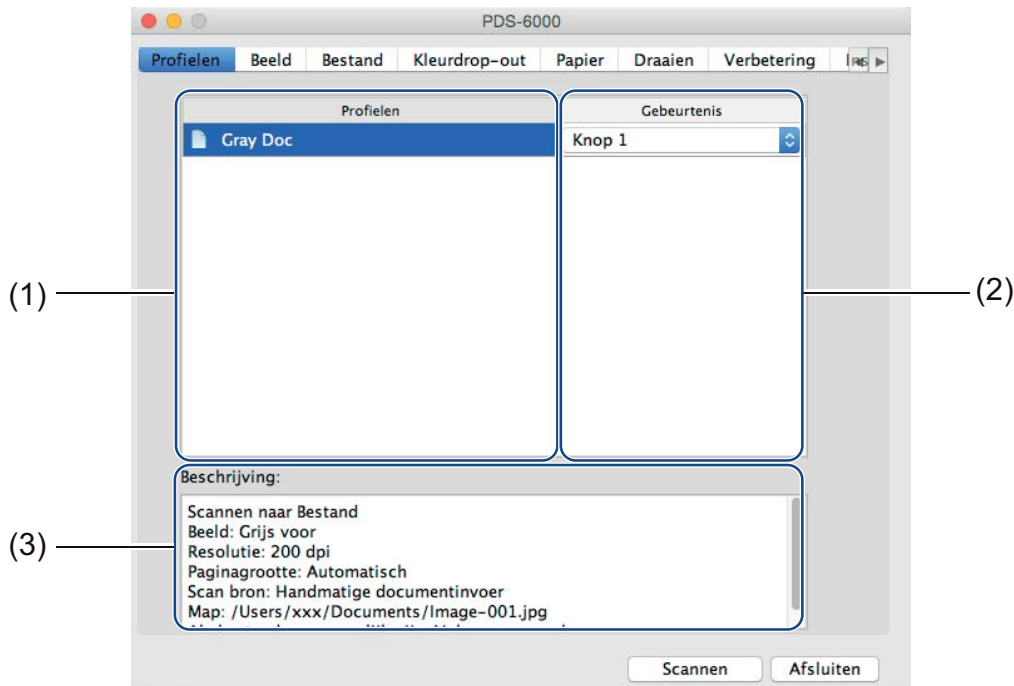 PDS-6000
Profielen Beeld Bestand Kleurdrop-out Papier Draaien Verbetering
Profielen Gebeurtenis
Gray Doc Knop 1
(1) (2)
Beschrijving:
Scannen naar Bestand
Beeld: Grijs voor
Resolutie: 200 dpi
(3)
Paginagrootte: Automatisch
Scan bron: Handmatige documentinvoer
Map: /Users/xxx/Documents/Image-001.jpg
Scannen Afsluiten